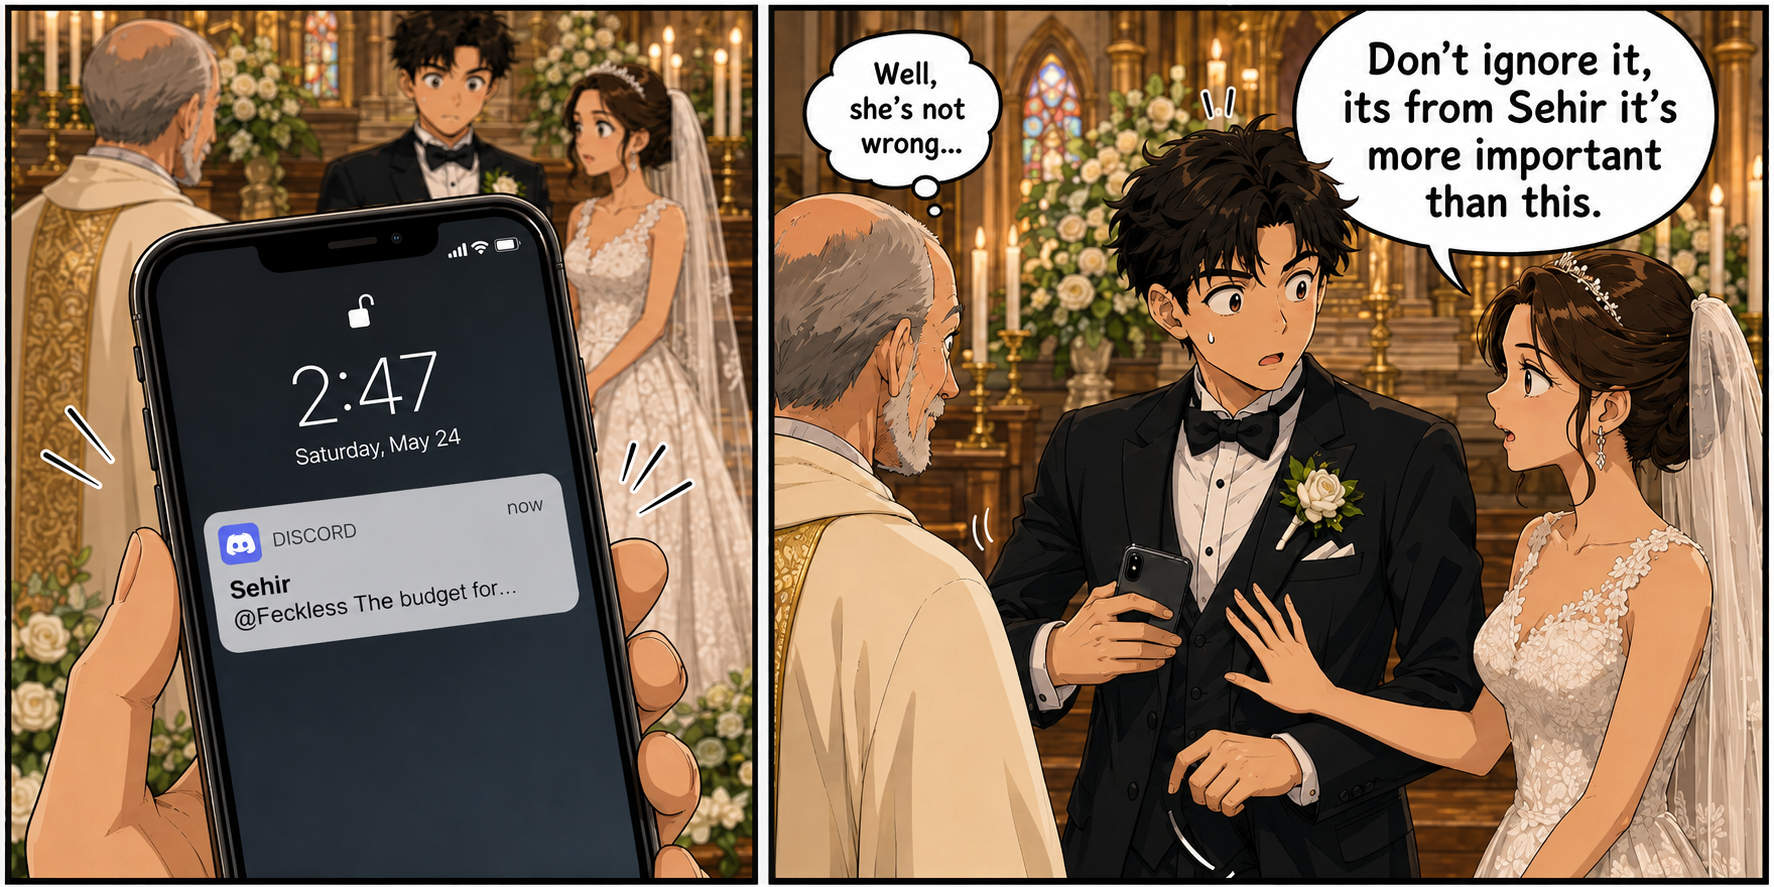 2:47
Saturday, May 24
DISCORD
now
Sehir
@Feckless The budget for...
Well,
she's not
wrong...
Don't ignore it,
its from Sehir it's
more important
than this.